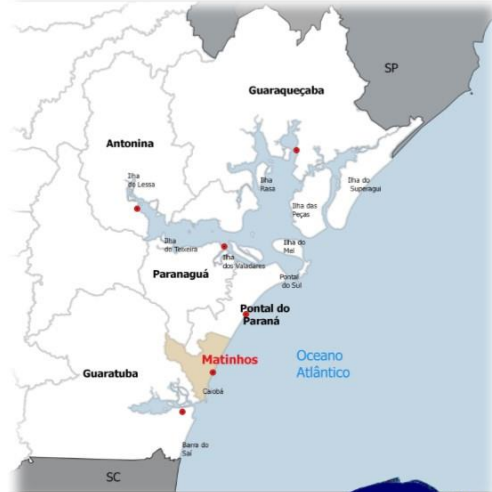 SP
Guaraqueçaba
Antonina
Ilha
do Lessa
Ilha
Rasa
Ilha do
Superagui
Ilha das
Peças
Ilha
do Teixeira
Ilha do
Mel
Ilha
dos Valadares
Paranaguá
Pontal
do Sul
Pontal do
Paraná
Matinhos
Oceano
Atlântico
Guaratuba
Caiobá
Barra do
Saí
SC